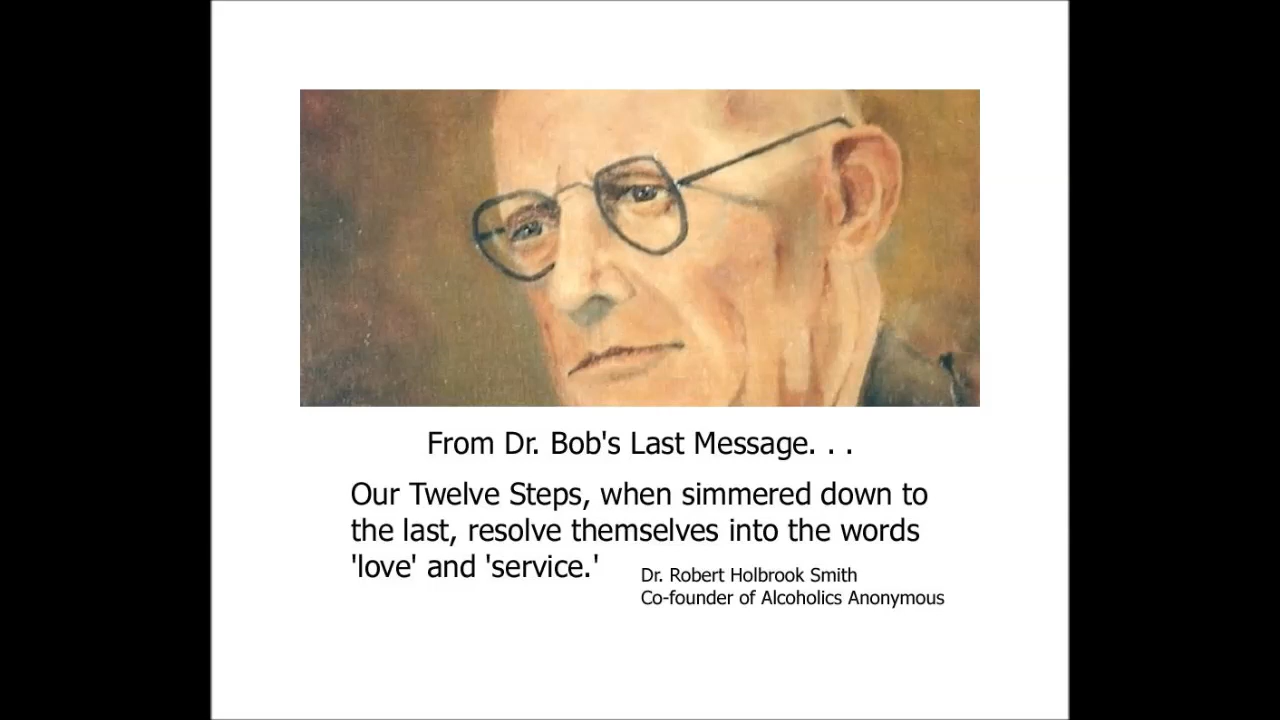 From Dr. Bob's Last Message. . .
Our Twelve Steps, when simmered down to
the last, resolve themselves into the words
'love' and 'service.'
Dr. Robert Holbrook Smith
Co-founder of Alcoholics Anonymous